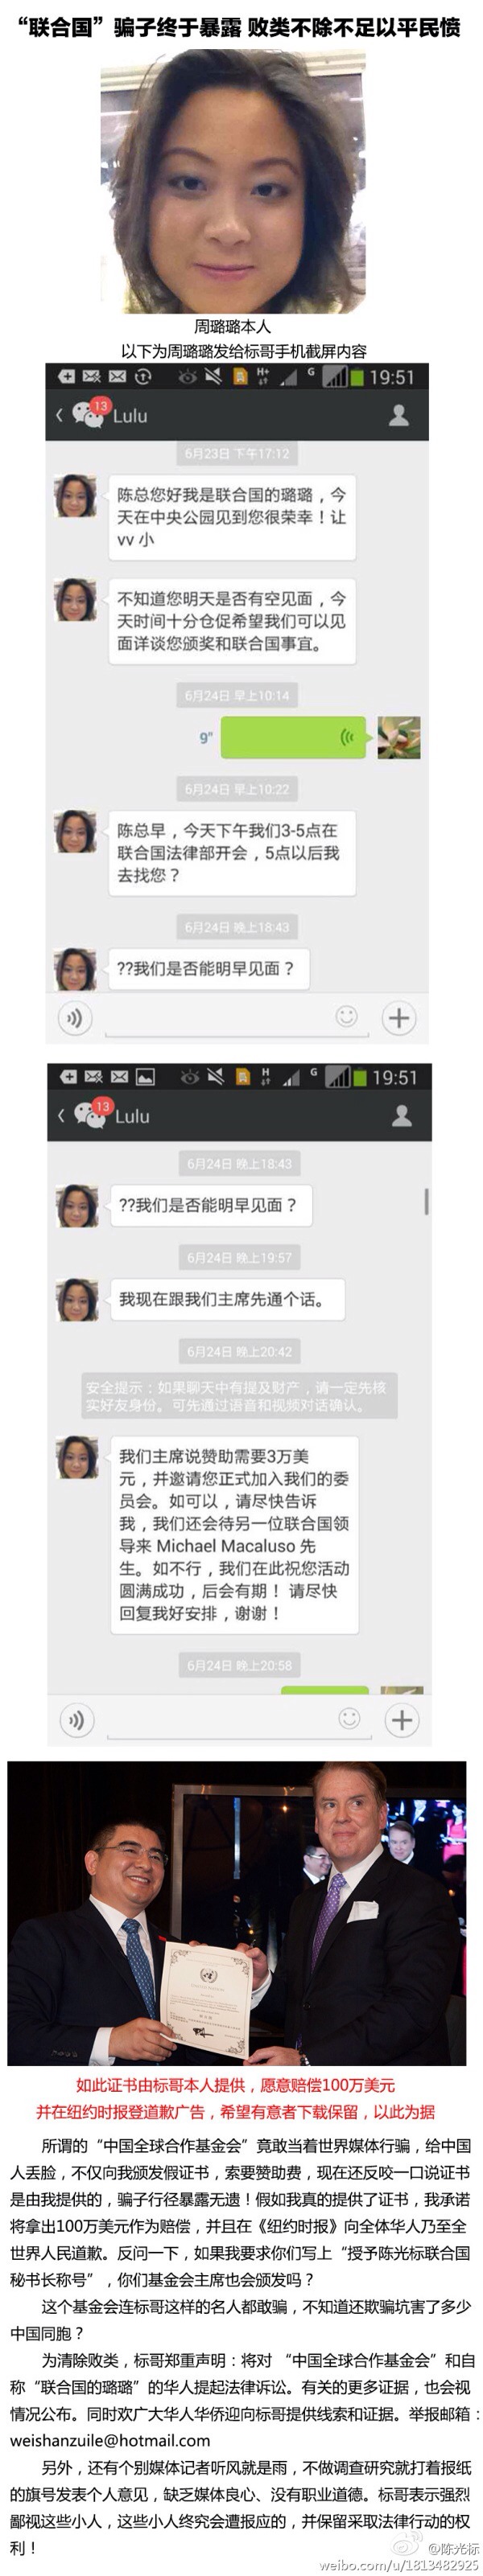 “联合国”骗子终于暴露 败类不除不足以平民愤
周璐璐本人
以下为周璐璐发给标哥手机截屏内容
H+
G
19:51
13
Lulu
6月23日 下午17:12
陈总您好我是联合国的璐璐，今
天在中央公园见到您很荣幸！让
vv 小
不知道您明天是否有空见面，今
天时间十分仓促希望我们可以见
面详谈您颁奖和联合国事宜。
6月24日 早上10:14
9"
6月24日 早上10:22
陈总早，今天下午我们3-5点在
联合国法律部开会，5点以后我
去找您？
6月24日 晚上18:43
??我们是否能明早见面？
H
G
19:51
13
Lulu
6月24日 晚上18:43
??我们是否能明早见面？
6月24日 晚上19:57
我现在跟我们主席先通个话。
6月24日 晚上20:42
安全提示：如果聊天中有提及财产，请一定先核
实好友身份。可先通过语音和视频对话确认。
我们主席说赞助需要3万美
元，并邀请您正式加入我们的委
员会。如可以，请尽快告诉
我，我们还会待另一位联合国领
导来 Michael Macaluso 先
生。如不行，我们在此祝您活动
圆满成功，后会有期！ 请尽快
回复我好安排，谢谢！
6月24日 晚上20:58
如此证书由标哥本人提供，愿意赔偿100万美元
并在纽约时报登道歉广告，希望有意者下载保留，以此为据
所谓的“中国全球合作基金会”竟敢当着世界媒体行骗，给中国
人丢脸，不仅向我颁发假证书，索要赞助费，现在还反咬一口说证书
是由我提供的，骗子行径暴露无遗！假如我真的提供了证书，我承诺
将拿出100万美元作为赔偿，并且在《纽约时报》向全体华人乃至全
世界人民道歉。反问一下，如果我要求你们写上“授予陈光标联合国
秘书长称号”，你们基金会主席也会颁发吗？
这个基金会连标哥这样的名人都敢骗，不知道还欺骗坑害了多少
中国同胞？
为清除败类，标哥郑重声明：将对 “中国全球合作基金会”和自
称“联合国的璐璐”的华人提起法律诉讼。有关的更多证据，也会视
情况公布。同时欢广大华人华侨迎向标哥提供线索和证据。举报邮箱：
weishanzuile@hotmail.com
另外，还有个别媒体记者听风就是雨，不做调查研究就打着报纸
的旗号发表个人意见，缺乏媒体良心、没有职业道德。标哥表示强烈
鄙视这些小人，这些小人终究会遭报应的，并保留采取法律行动的权
利！
@陈光标
weibo.com/u/1813482925